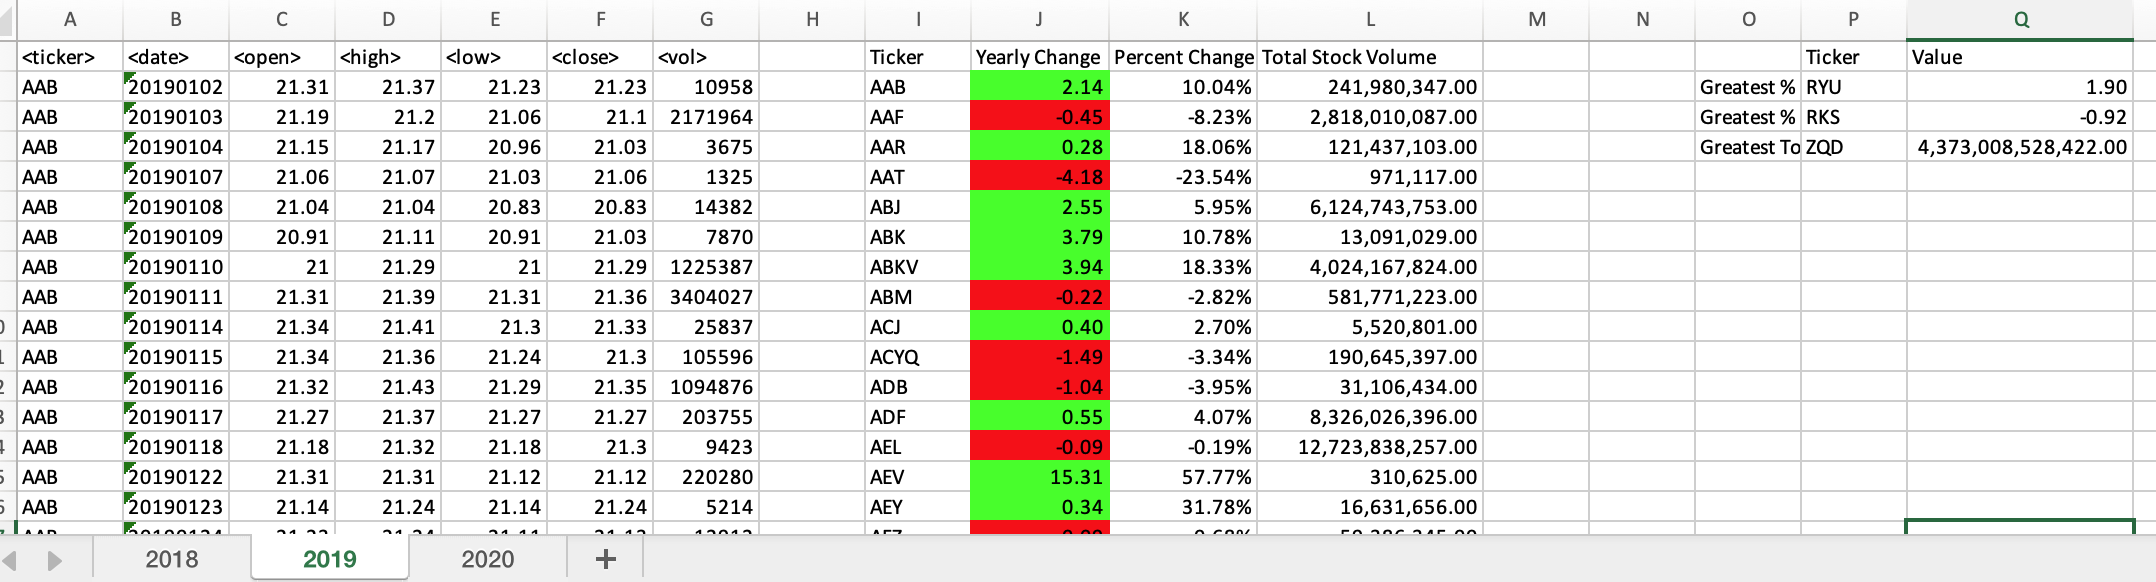 A B C D E F G H I J K L M N O P Q
<ticker> <date> <open> <high> <low> <close> <vol> Ticker Yearly Change Percent Change Total Stock Volume Ticker Value
AAB 20190102 21.31 21.37 21.23 21.23 10958 AAB 2.14 10.04% 241,980,347.00 Greatest % RYU 1.90
AAB 20190103 21.19 21.2 21.06 21.1 2171964 AAF -0.45 -8.23% 2,818,010,087.00 Greatest % RKS -0.92
AAB 20190104 21.15 21.17 20.96 21.03 3675 AAR 0.28 18.06% 121,437,103.00 Greatest To ZQD 4,373,008,528,422.00
AAB 20190107 21.06 21.07 21.03 21.06 1325 AAT -4.18 -23.54% 971,117.00
AAB 20190108 21.04 21.04 20.83 20.83 14382 ABJ 2.55 5.95% 6,124,743,753.00
AAB 20190109 20.91 21.11 20.91 21.03 7870 ABK 3.79 10.78% 13,091,029.00
AAB 20190110 21 21.29 21 21.29 1225387 ABKV 3.94 18.33% 4,024,167,824.00
AAB 20190111 21.31 21.39 21.31 21.36 3404027 ABM -0.22 -2.82% 581,771,223.00
AAB 20190114 21.34 21.41 21.3 21.33 25837 ACJ 0.40 2.70% 5,520,801.00
AAB 20190115 21.34 21.36 21.24 21.3 105596 ACYQ -1.49 -3.34% 190,645,397.00
AAB 20190116 21.32 21.43 21.29 21.35 1094876 ADB -1.04 -3.95% 31,106,434.00
AAB 20190117 21.27 21.37 21.27 21.27 203755 ADF 0.55 4.07% 8,326,026,396.00
AAB 20190118 21.18 21.32 21.18 21.3 9423 AEL -0.09 -0.19% 12,723,838,257.00
AAB 20190122 21.31 21.31 21.12 21.12 220280 AEV 15.31 57.77% 310,625.00
AAB 20190123 21.14 21.24 21.14 21.24 5214 AEY 0.34 31.78% 16,631,656.00
2018 2019 2020 +